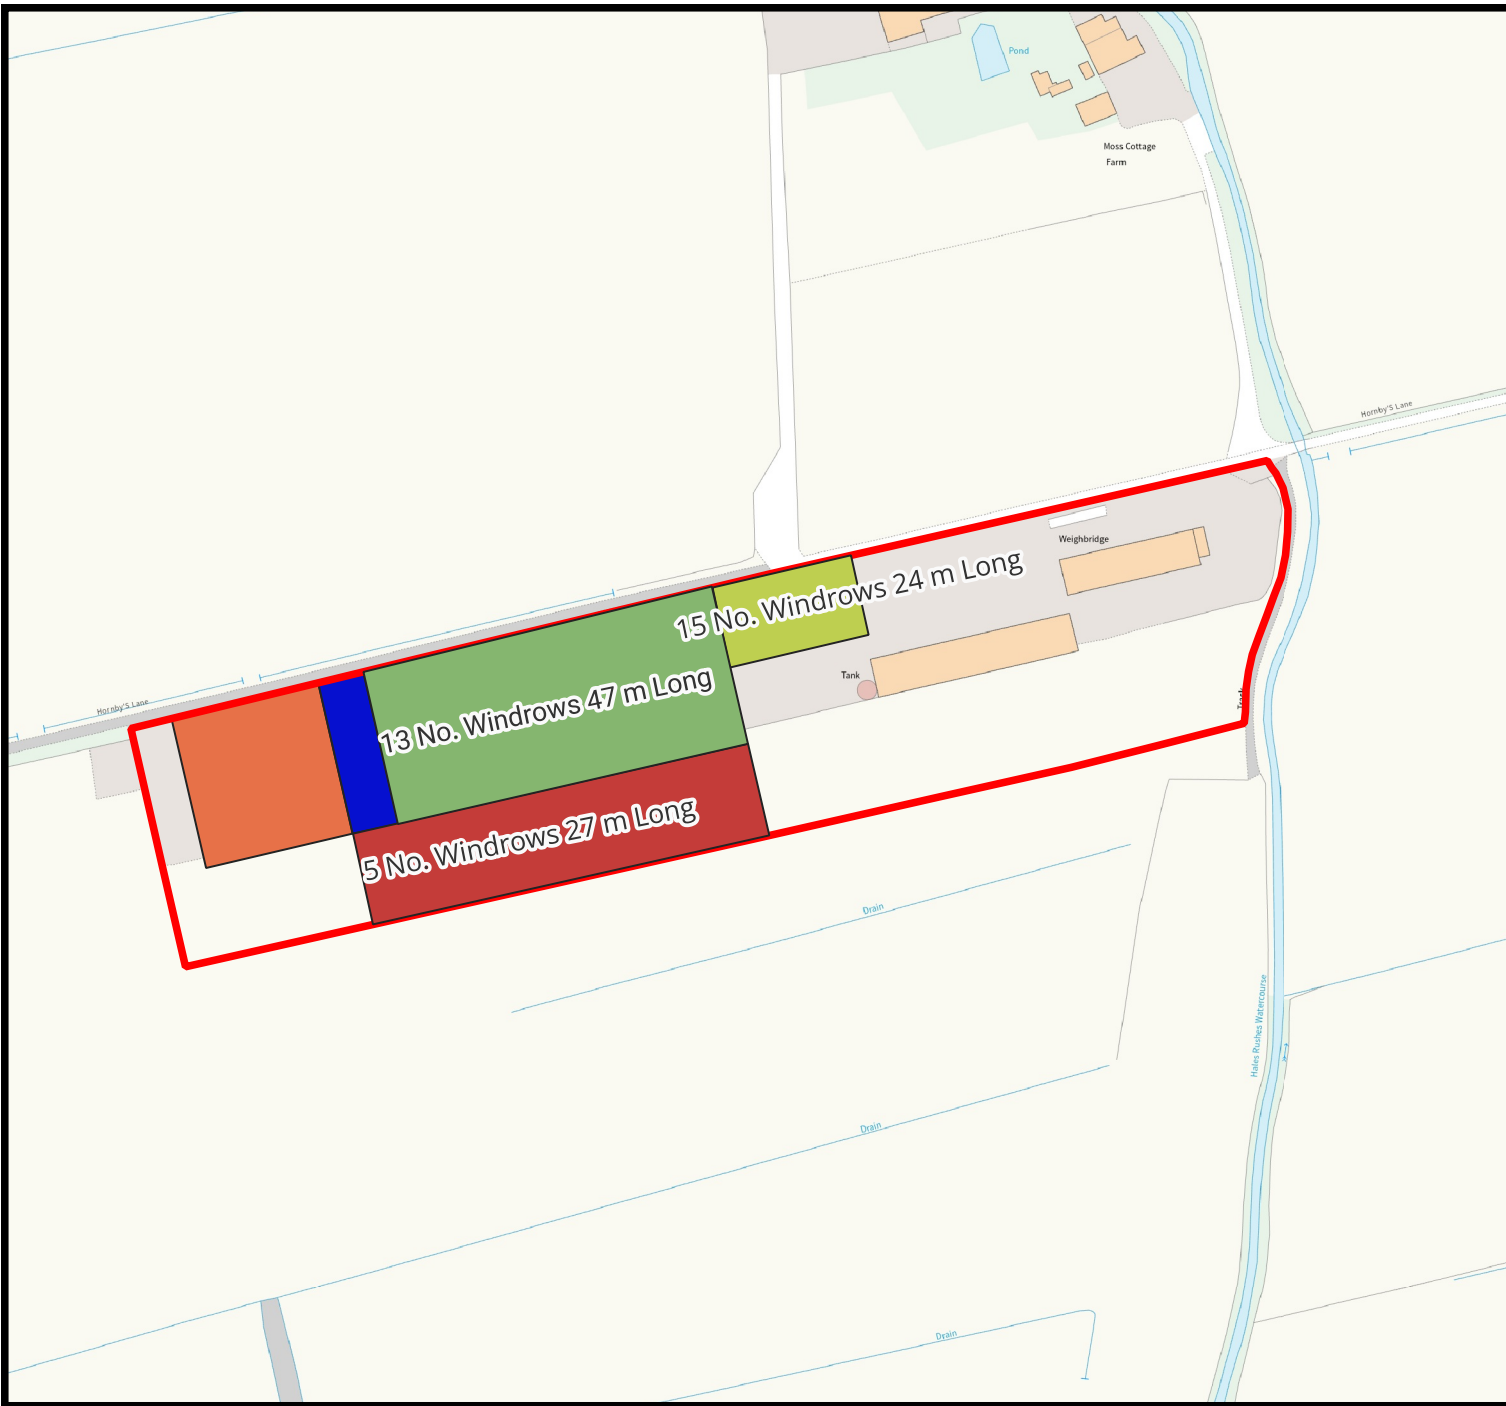 Pond
Moss Cottage
Farm
Hornby'S Lane
Weighbridge
15 No. Windrows 24 m Long
Tank
13 No. Windrows 47 m Long
Track
Hornby'S Lane
5 No. Windrows 27 m Long
Drain
Hales Rushes Watercourse
Drain
Drain